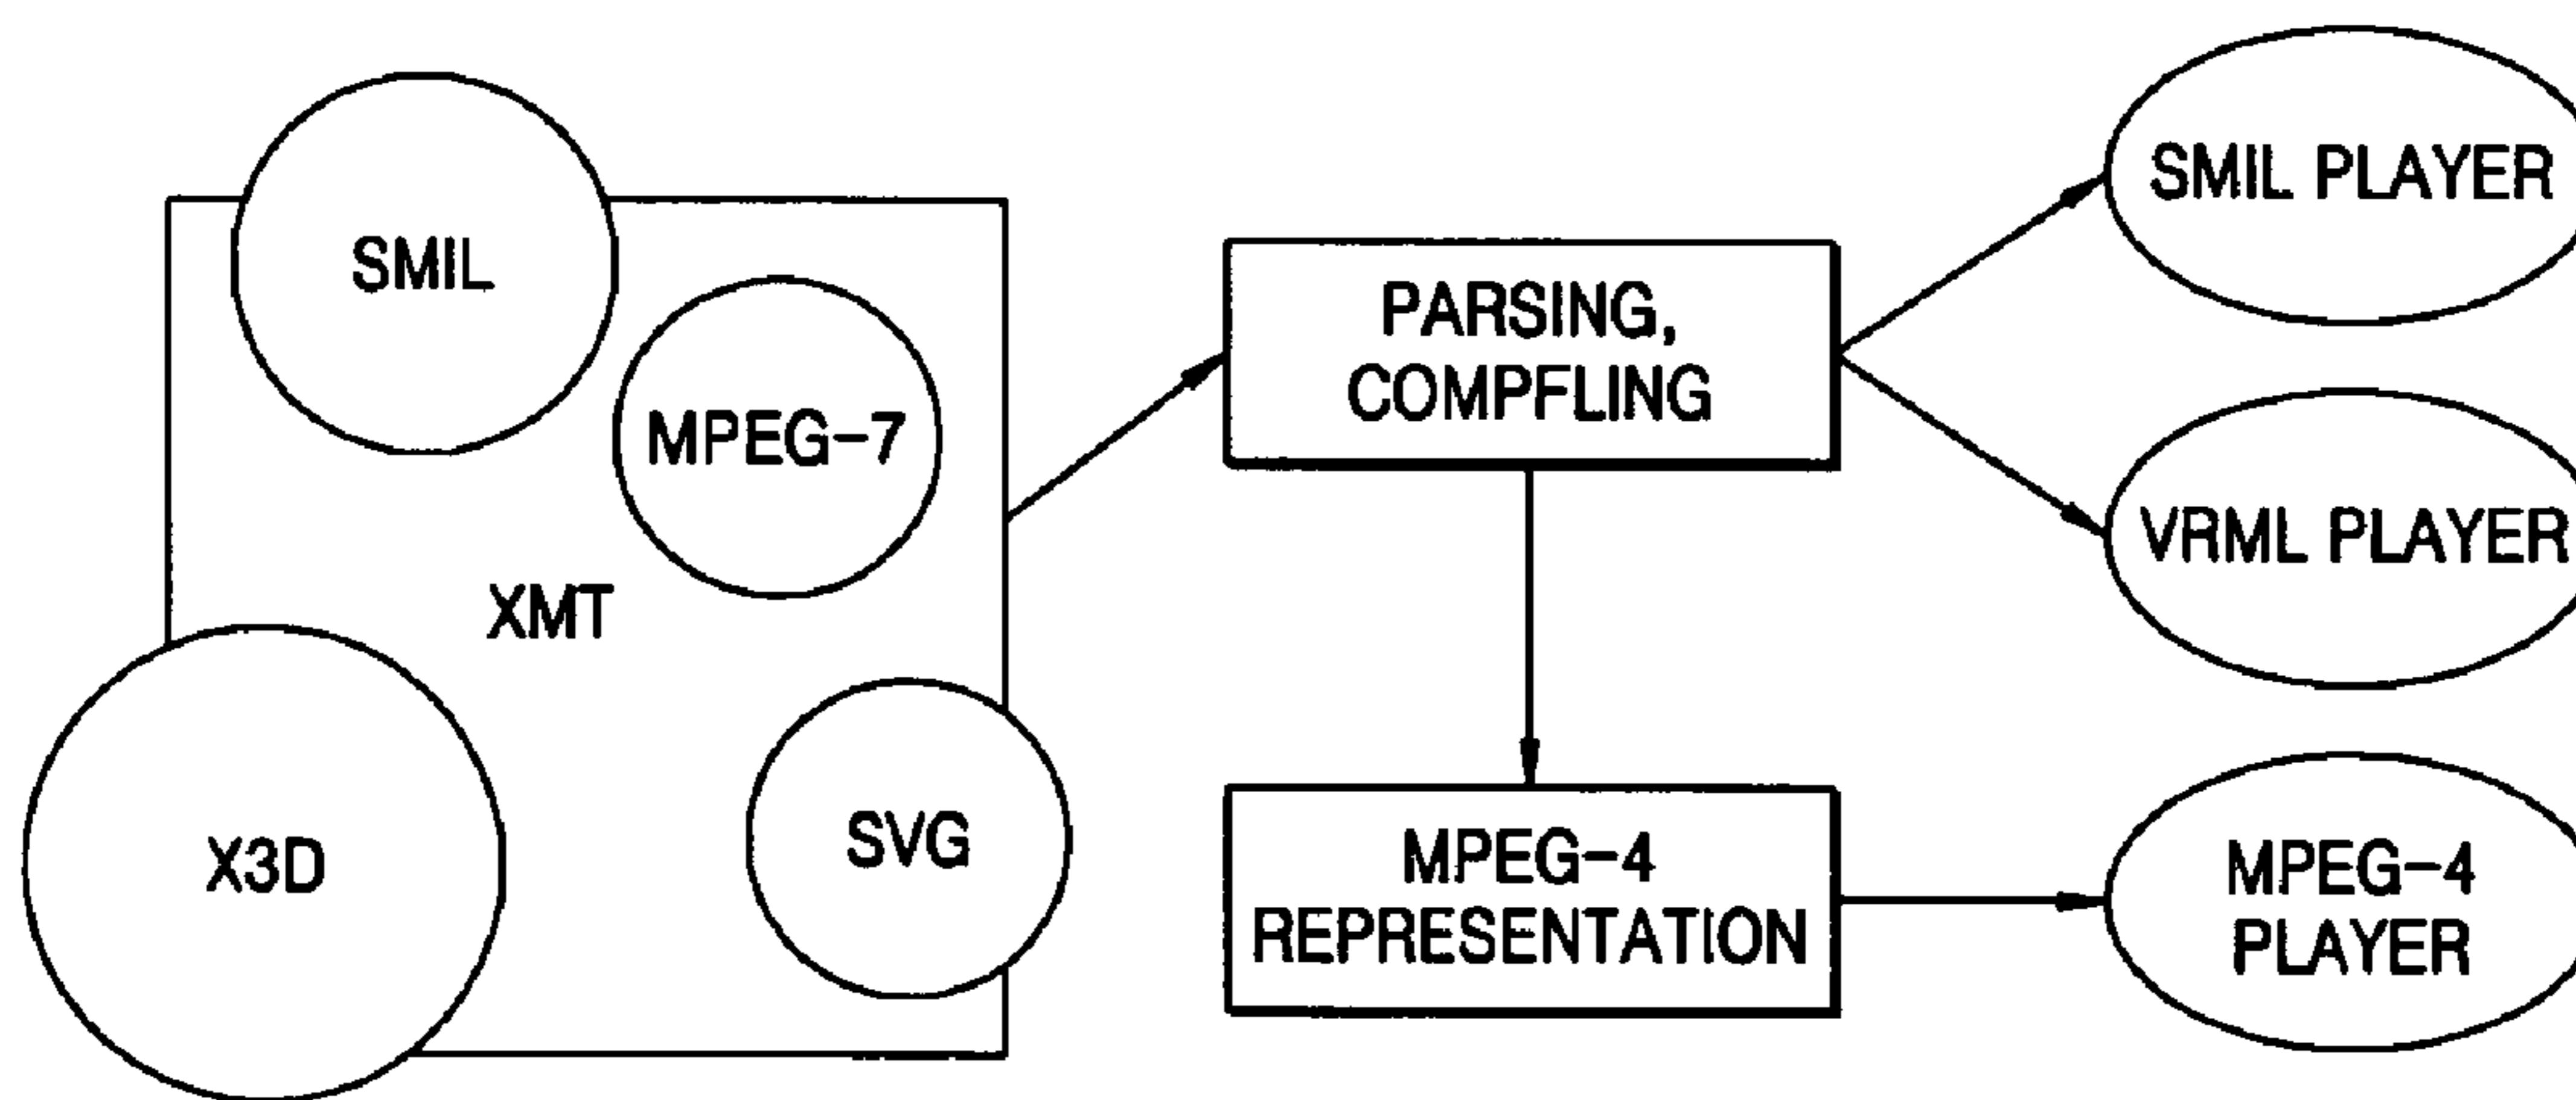 SMIL
MPEG-7
XMT
X3D
SVG
PARSING,
COMPFLING
MPEG-4
REPRESENTATION
SMIL PLAYER
VRML PLAYER
MPEG-4
PLAYER